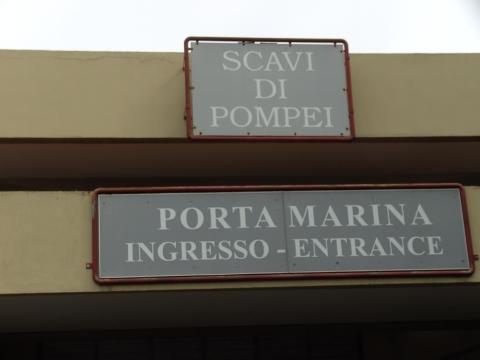 SCAVI
DI
POMPEI
PORTA MARINA
INGRESSO - ENTRANCE